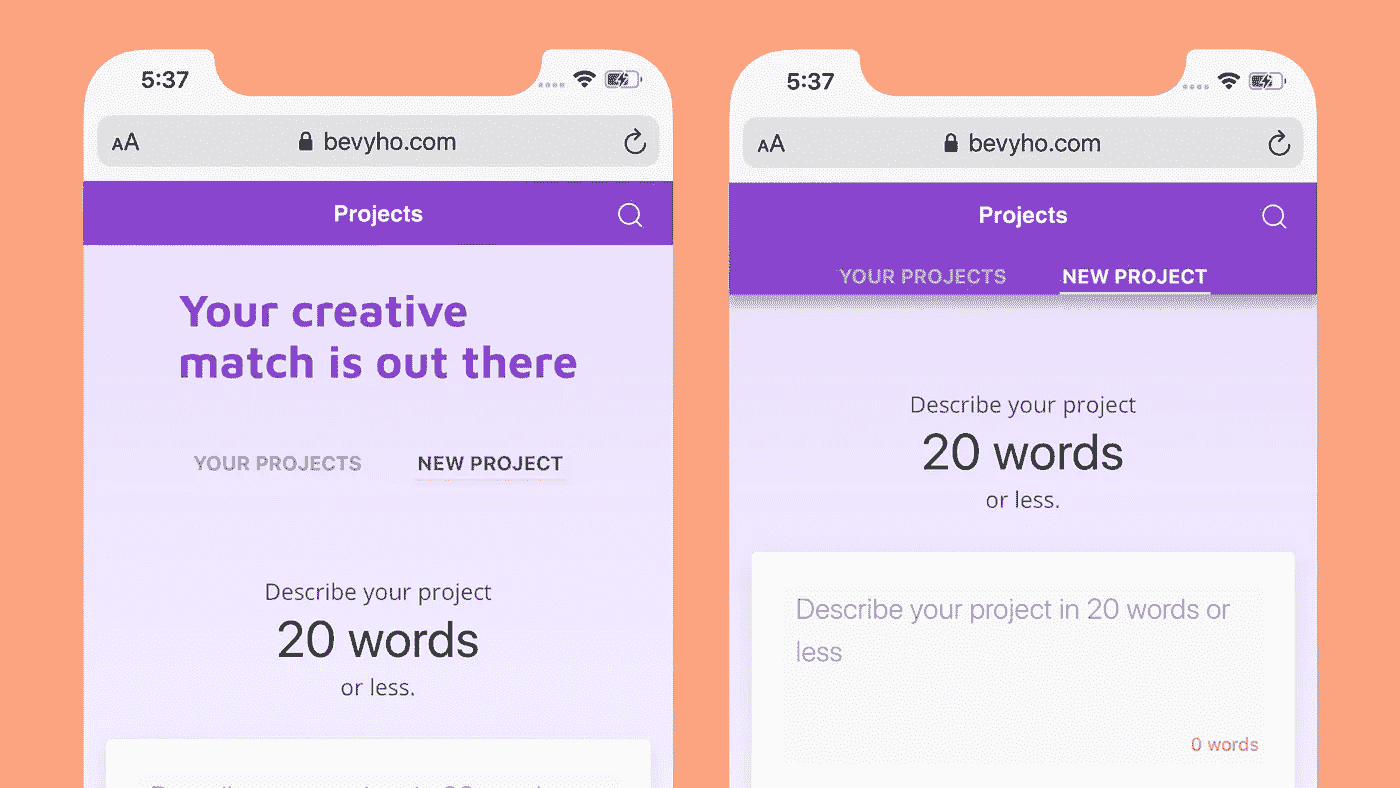 5:37
AA
bevyho.com
Projects
Your creative
match is out there
YOUR PROJECTS NEW PROJECT
Describe your project
20 words
or less.
5:37
AA
bevyho.com
Projects
YOUR PROJECTS NEW PROJECT
Describe your project
20 words
or less.
Describe your project in 20 words or
less
0 words